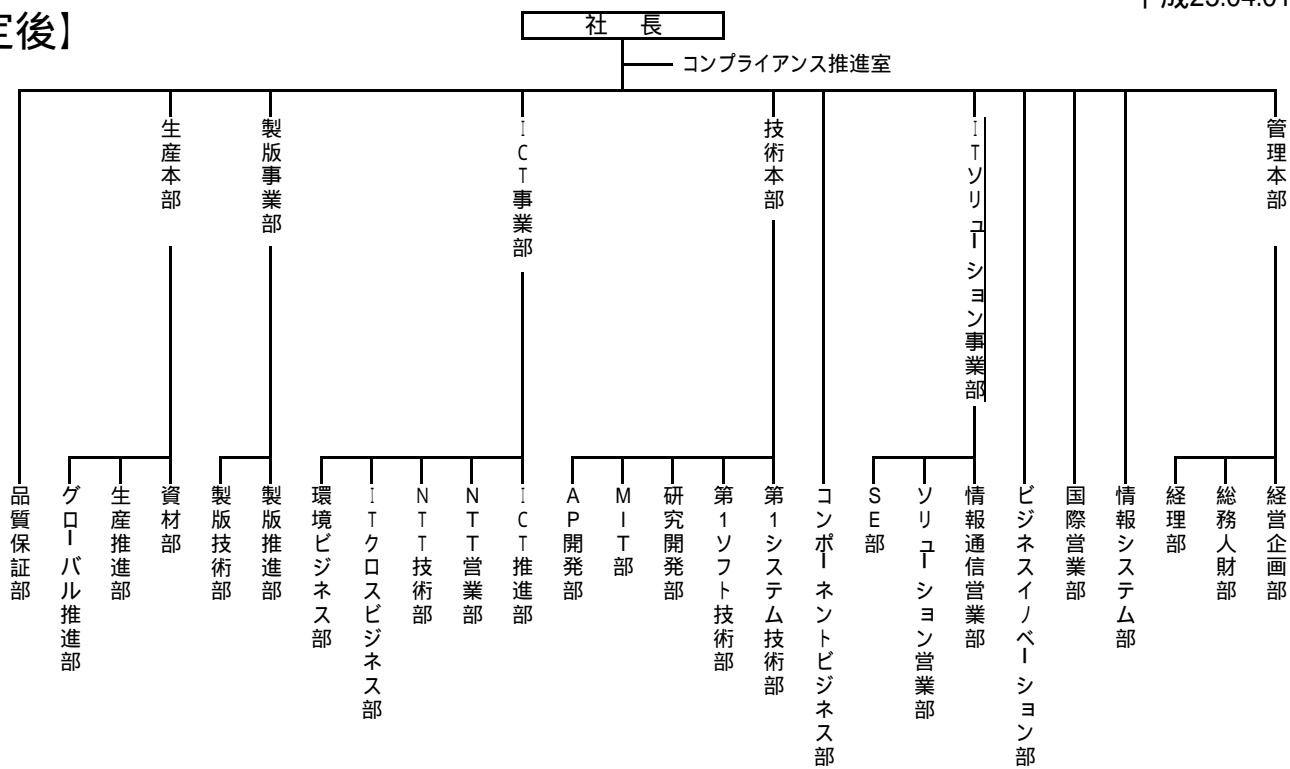 定後】
平成25.04.01
社 長
コンプライアンス推進室
生産本部
製版事業部
ICT事業部
技術本部
ITソリューション事業部
管理本部
品質保証部
グローバル推進部
生産推進部
資材部
製版技術部
製版推進部
環境ビジネス部
ITクロスビジネス部
NTT技術部
NTT営業部
ICT推進部
AP開発部
MIT部
研究開発部
第1ソフト技術部
第1システム技術部
コンポーネントビジネス部
SE部
ソリューション営業部
情報通信営業部
ビジネスイノベーション部
国際営業部
情報システム部
経理部
総務人財部
経営企画部